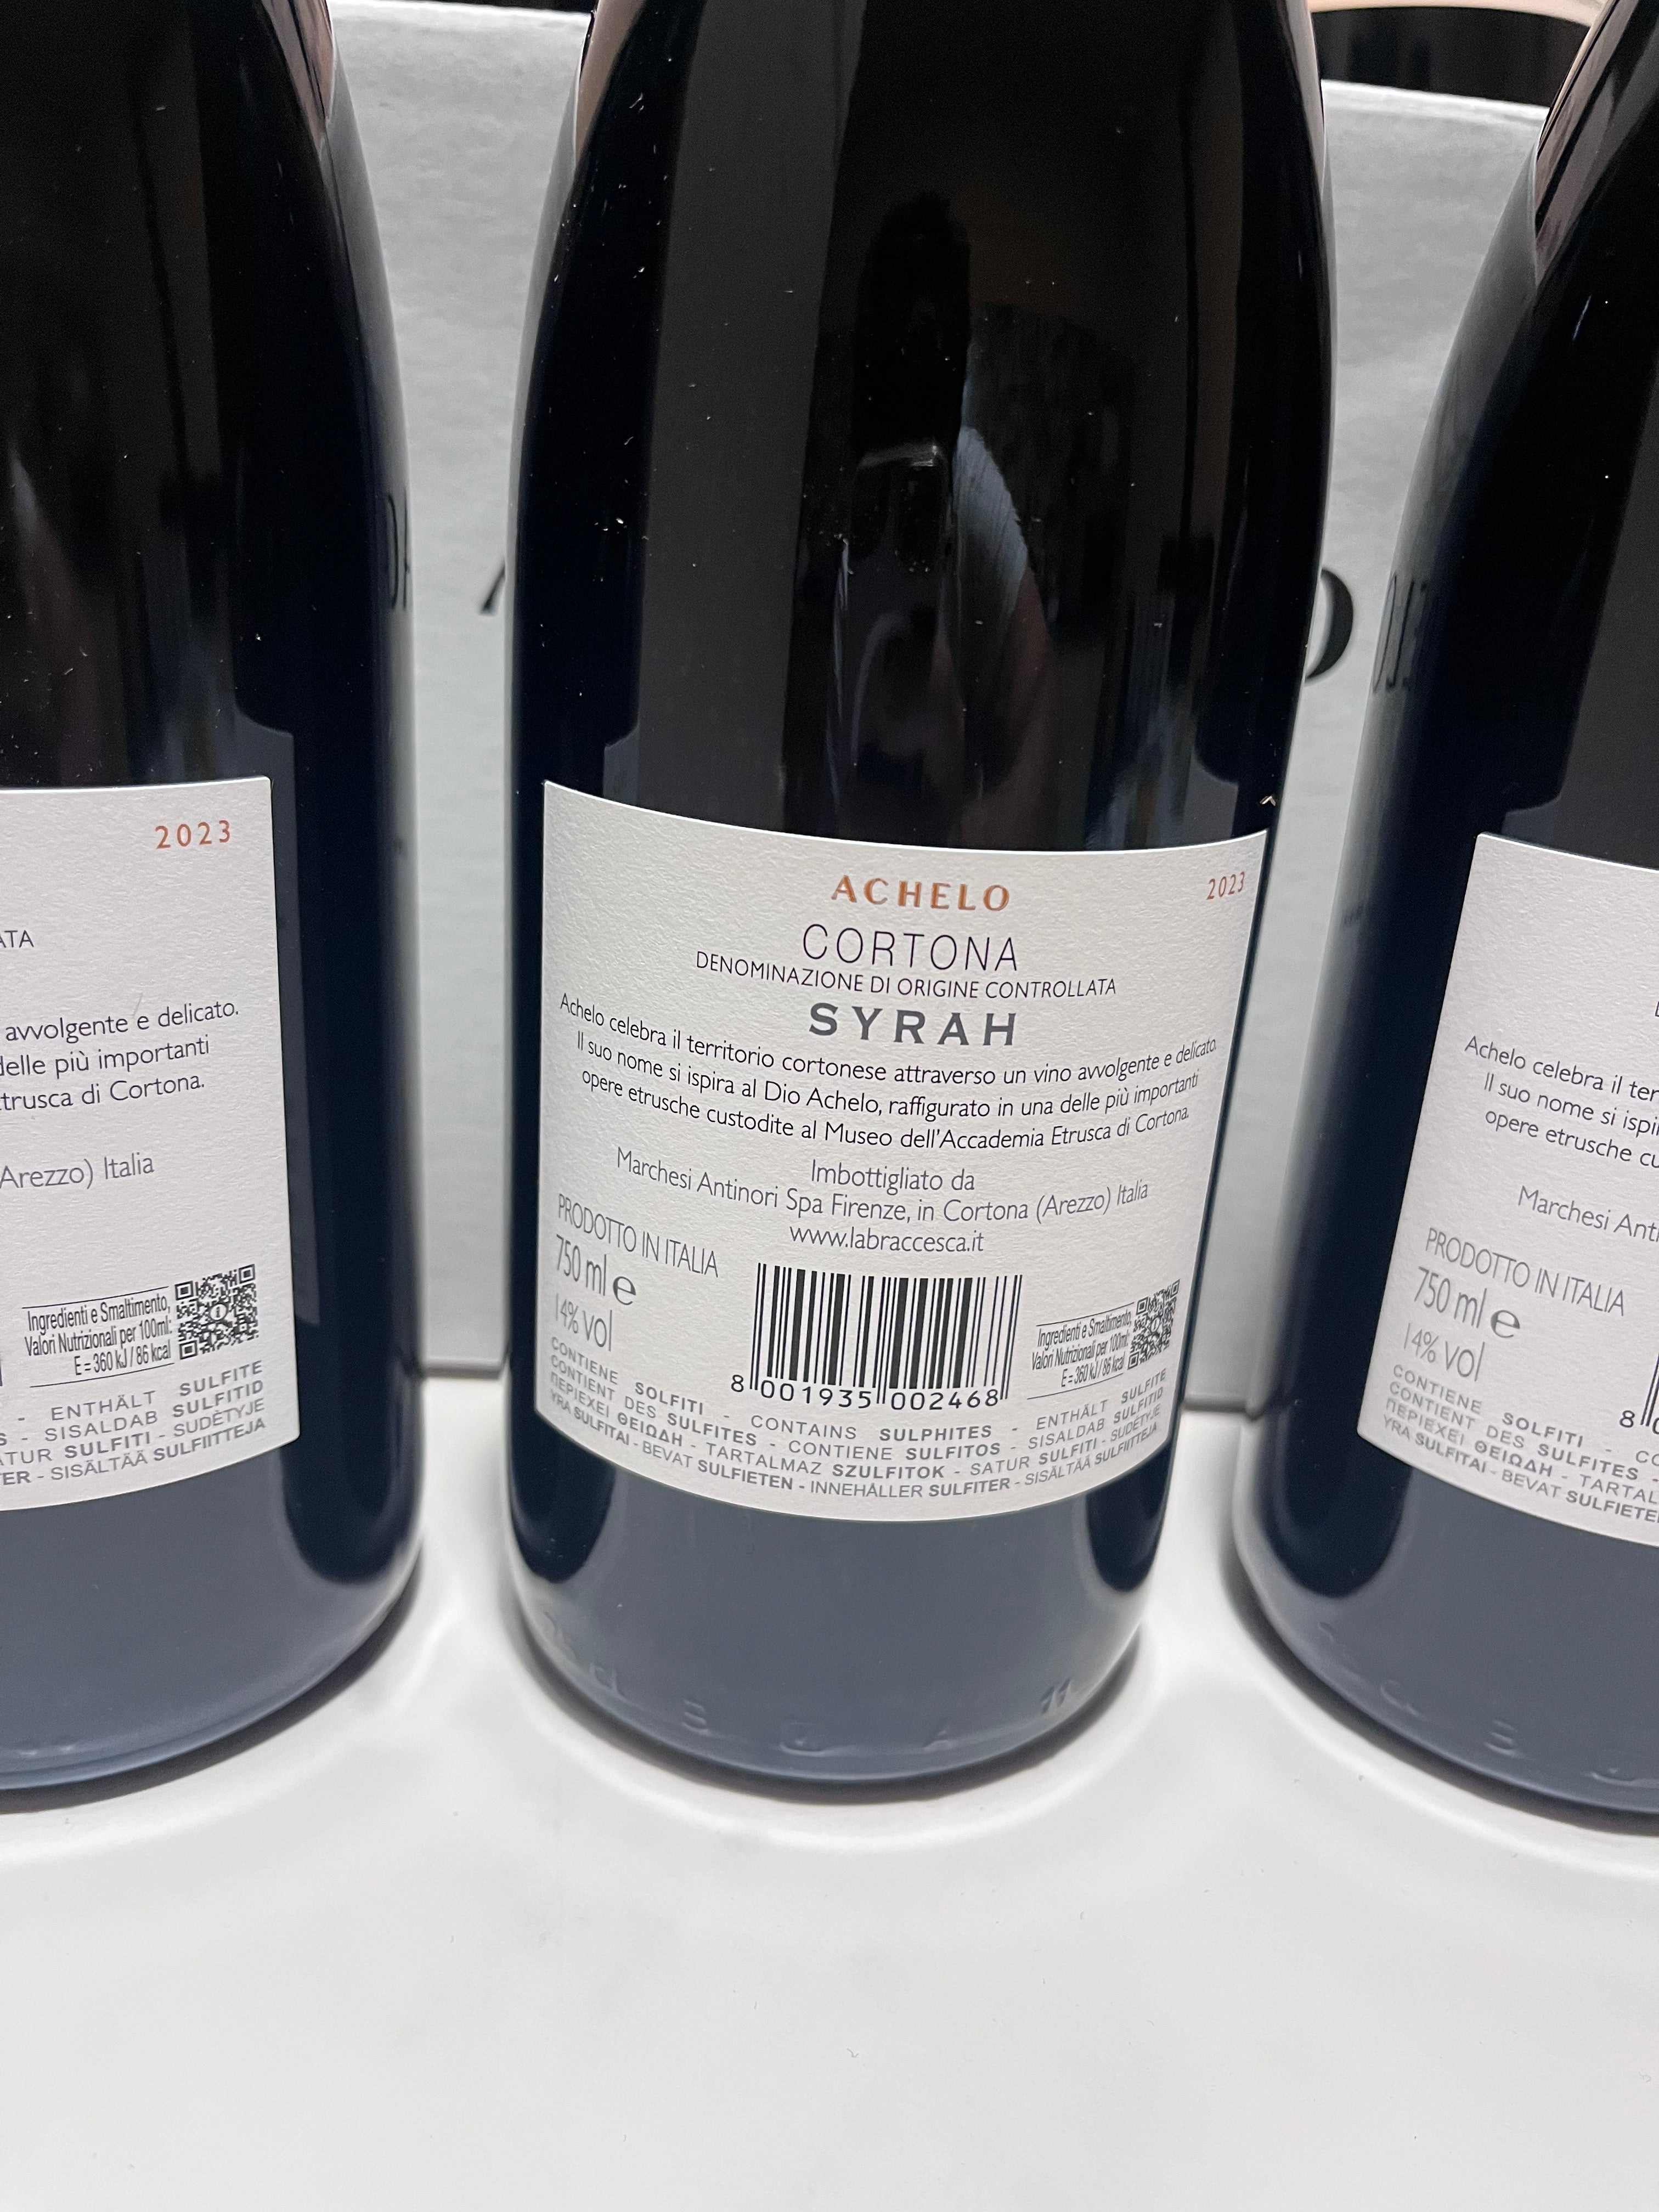 2023
ATA
avvolgente e delicato.
delle più importanti
trusca di Cortona.
Arezzo) Italia
Ingredienti e Smaltimento,
Valori Nutrizionali per 100ml:
E = 360 kJ / 86 kcal
- ENTHÄLT SULFITE
S - SISALDAB SULFITID
ATUR SULFITI - SUDĖTYJE
TER - SISÄLTÄÄ SULFIITTEJA
ACHELO
2023
CORTONA
DENOMINAZIONE DI ORIGINE CONTROLLATA
SYRAH
Achelo celebra il territorio cortonese attraverso un vino avvolgente e delicato.
Il suo nome si ispira al Dio Achelo, raffigurato in una delle più importanti
opere etrusche custodite al Museo dell'Accademia Etrusca di Cortona.
Imbottigliato da
Marchesi Antinori Spa Firenze, in Cortona (Arezzo) Italia
www.labraccesca.it
PRODOTTO IN ITALIA
750 ml e
14% vol
8 001935 002468
Ingredienti e Smaltimento,
Valori Nutrizionali per 100ml:
E = 360 kJ / 86 kcal
CONTIENE SOLFITI - CONTAINS SULPHITES - ENTHÄLT SULFITE
CONTIENT DES SULFITES - CONTIENE SULFITOS - SISALDAB SULFITID
ΠΕΡΙΕΧΕΙ ΘΕΙΩΔΗ - TARTALMAZ SZULFITOK - SATUR SULFITI - SUDĖTYJE
YRA SULFITAI - BEVAT SULFIETEN - INNEHÅLLER SULFITER - SISÄLTÄÄ SULFIITTEJA
Achelo celebra il ter
Il suo nome si ispi
opere etrusche cu
Marchesi Anti
PRODOTTO IN ITALIA
750 ml e
14% vol
8
CONTIENE SOLFITI - CO
CONTIENT DES SULFITES -
ΠΕΡΙΕΧΕΙ ΘΕΙΩΔΗ - TARTAL
YRA SULFITAI - BEVAT SULFIETE